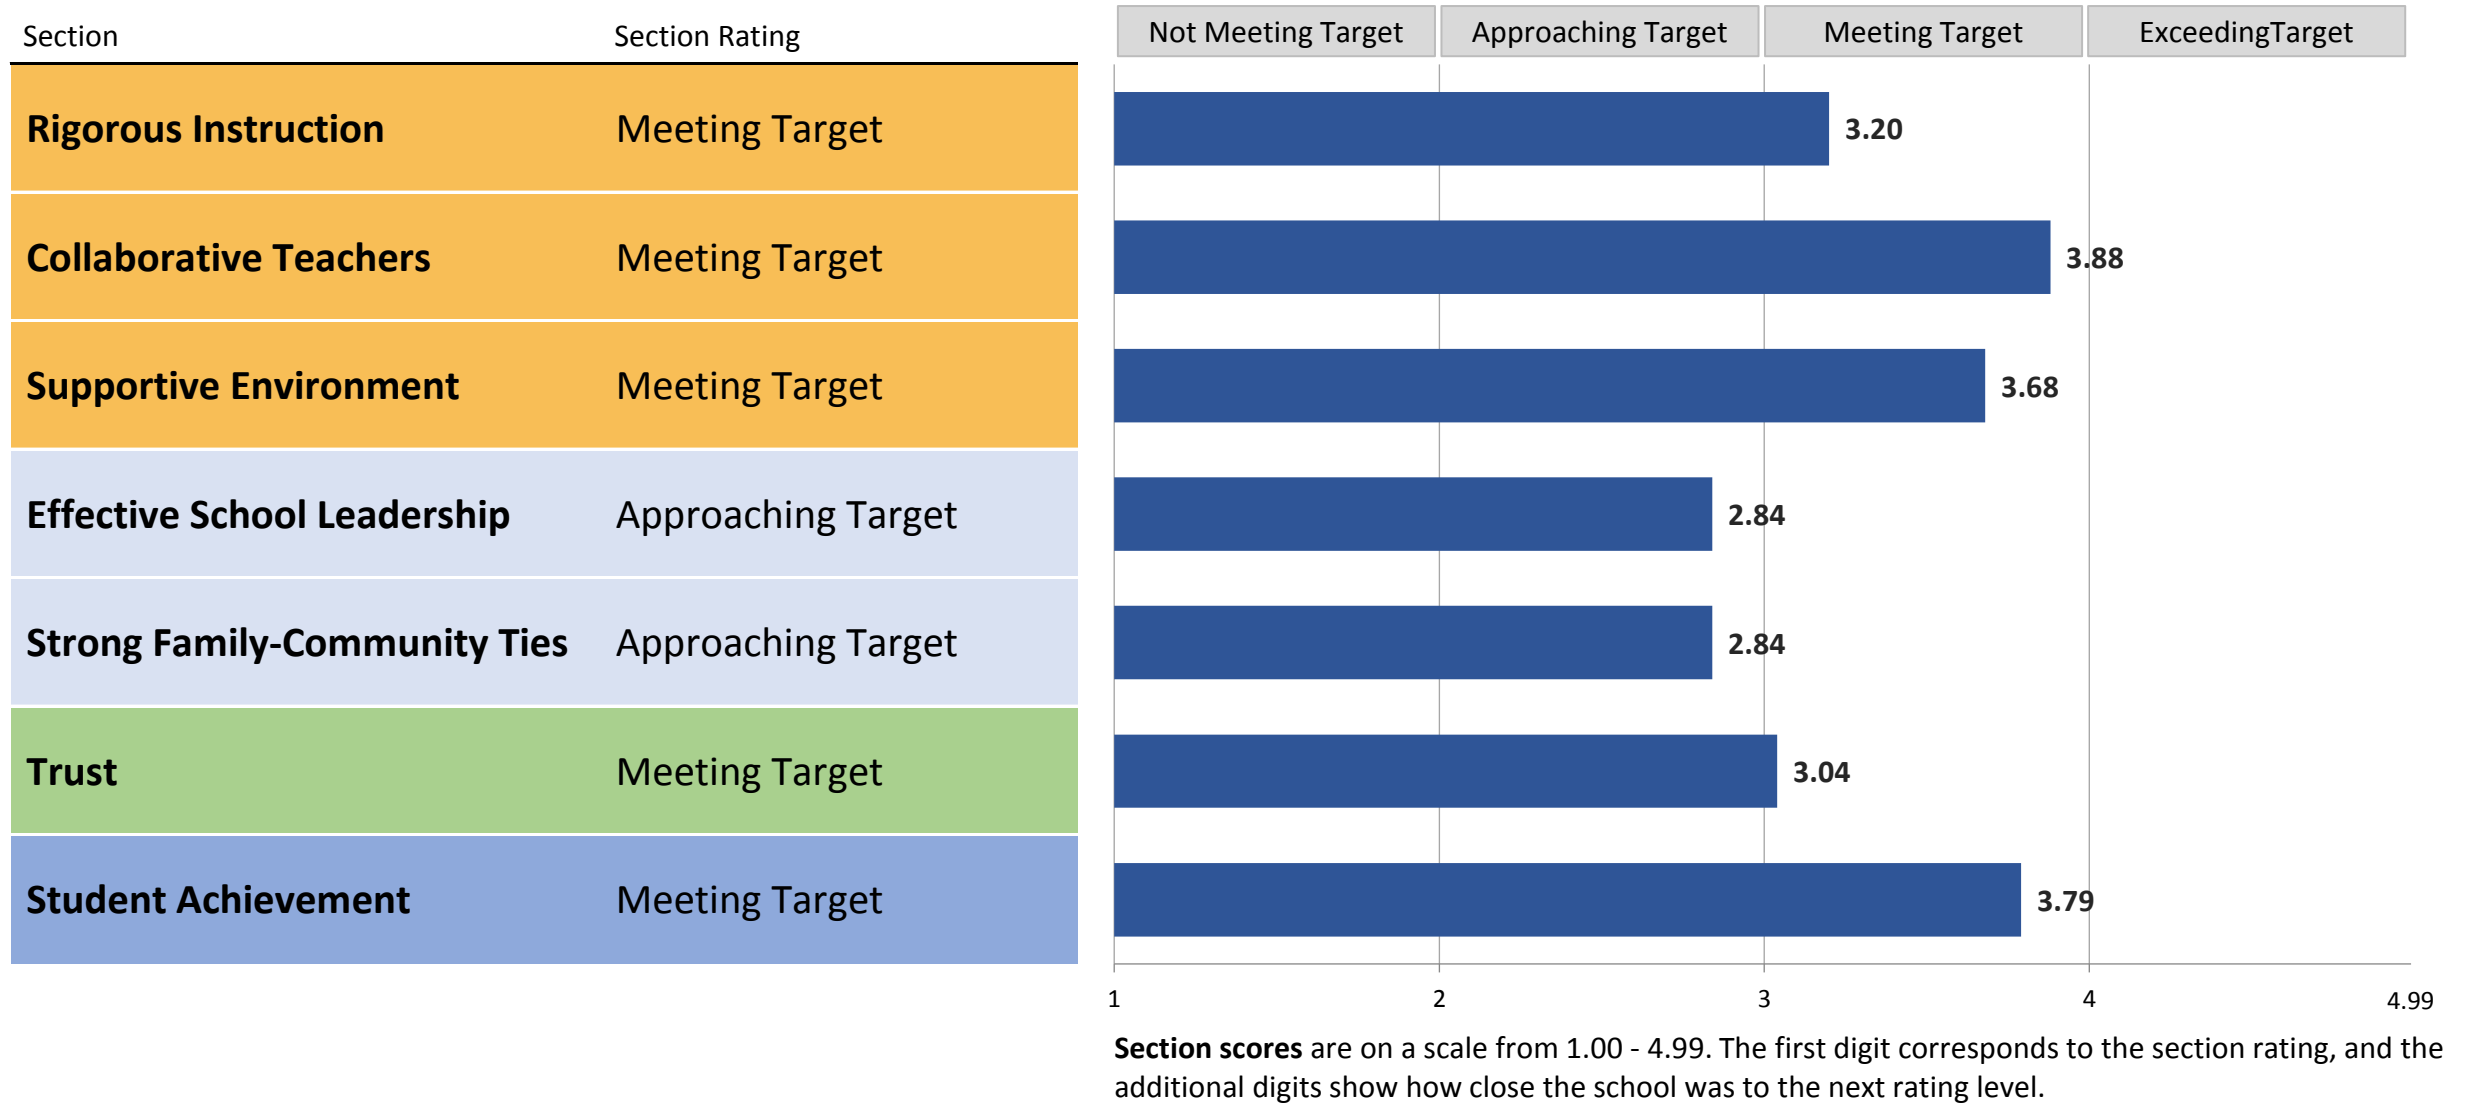 Section Section Rating Not Meeting Target Approaching Target Meeting Target ExceedingTarget
Rigorous Instruction Meeting Target 3.20
Collaborative Teachers Meeting Target 3.88
Supportive Environment Meeting Target 3.68
Effective School Leadership Approaching Target 2.84
Strong Family-Community Ties Approaching Target 2.84
Trust Meeting Target 3.04
Student Achievement Meeting Target 3.79
1 2 3 4 4.99
Section scores are on a scale from 1.00 - 4.99. The first digit corresponds to the section rating, and the
additional digits show how close the school was to the next rating level.